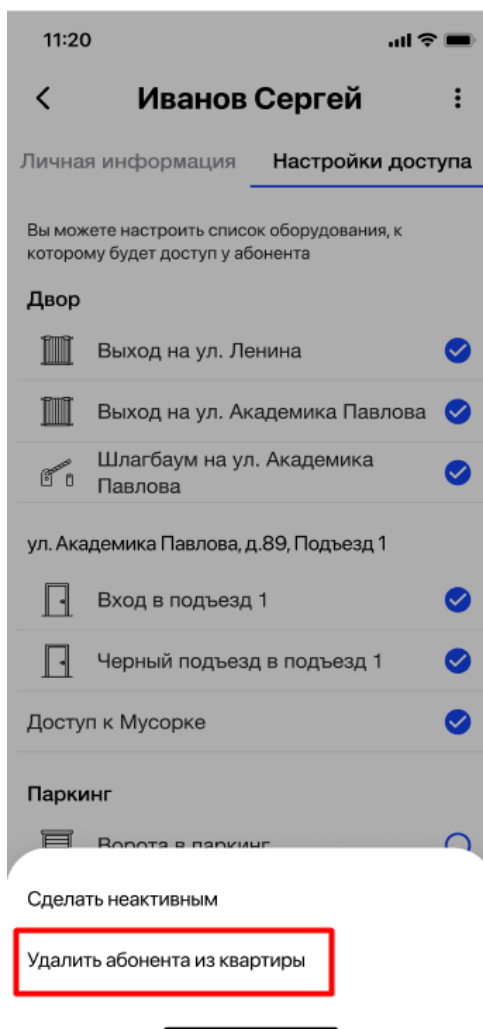 11:20
Иванов Сергей
Личная информация Настройки доступа
Вы можете настроить список оборудования, к
которому будет доступ у абонента
Двор
Выход на ул. Ленина
Выход на ул. Академика Павлова
Шлагбаум на ул. Академика
Павлова
ул. Академика Павлова, д.89, Подъезд 1
Вход в подъезд 1
Черный подъезд в подъезд 1
Доступ к Мусорке
Паркинг
Ворота в паркинг
Сделать неактивным
Удалить абонента из квартиры